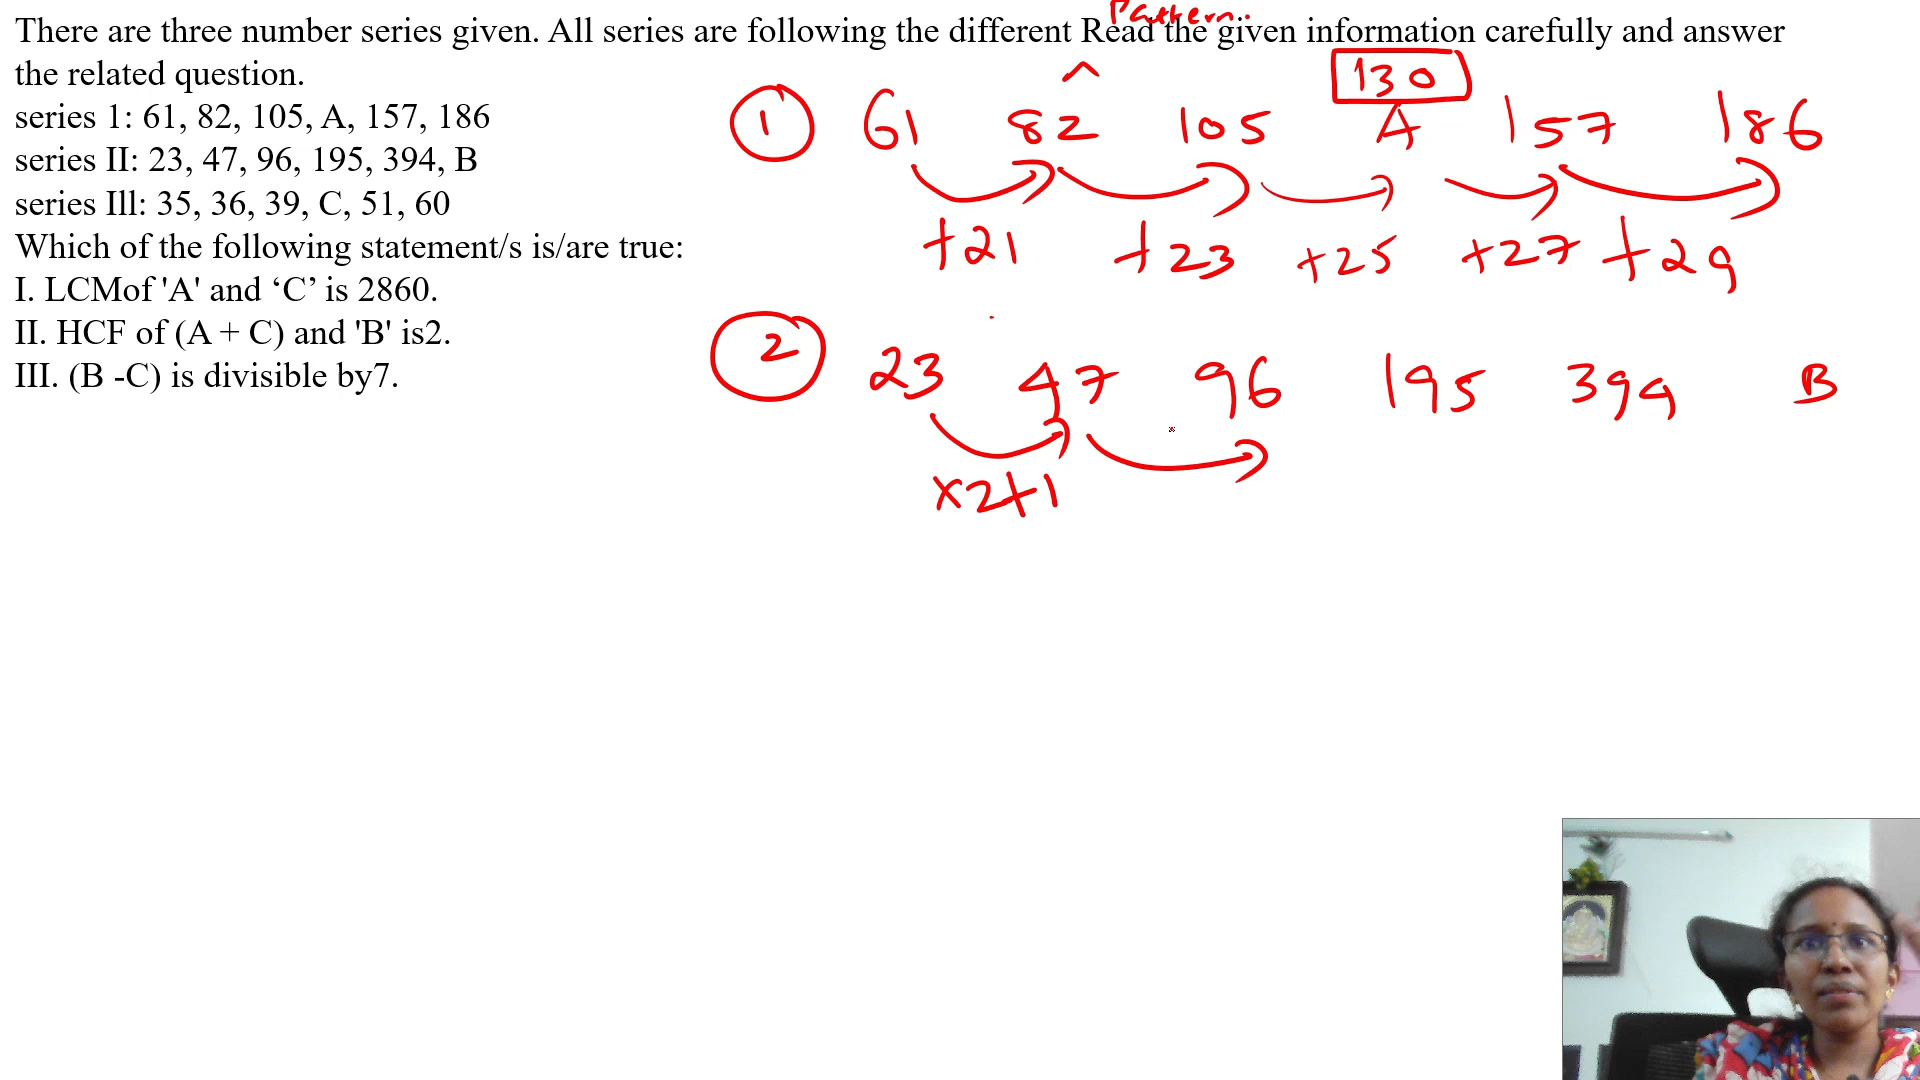 There are three number series given. All series are following the different Read the given information carefully and answer
Pattern.
the related question.
series 1: 61, 82, 105, A, 157, 186
series II: 23, 47, 96, 195, 394, B
series Ill: 35, 36, 39, C, 51, 60
Which of the following statement/s is/are true:
I. LCMof 'A' and ‘C’ is 2860.
II. HCF of (A + C) and 'B' is2.
III. (B -C) is divisible by7.
130
1 61 82 105 A 157 186
+21 +23 +25 +27 +29
2 23 47 96 195 394 B
×2+1